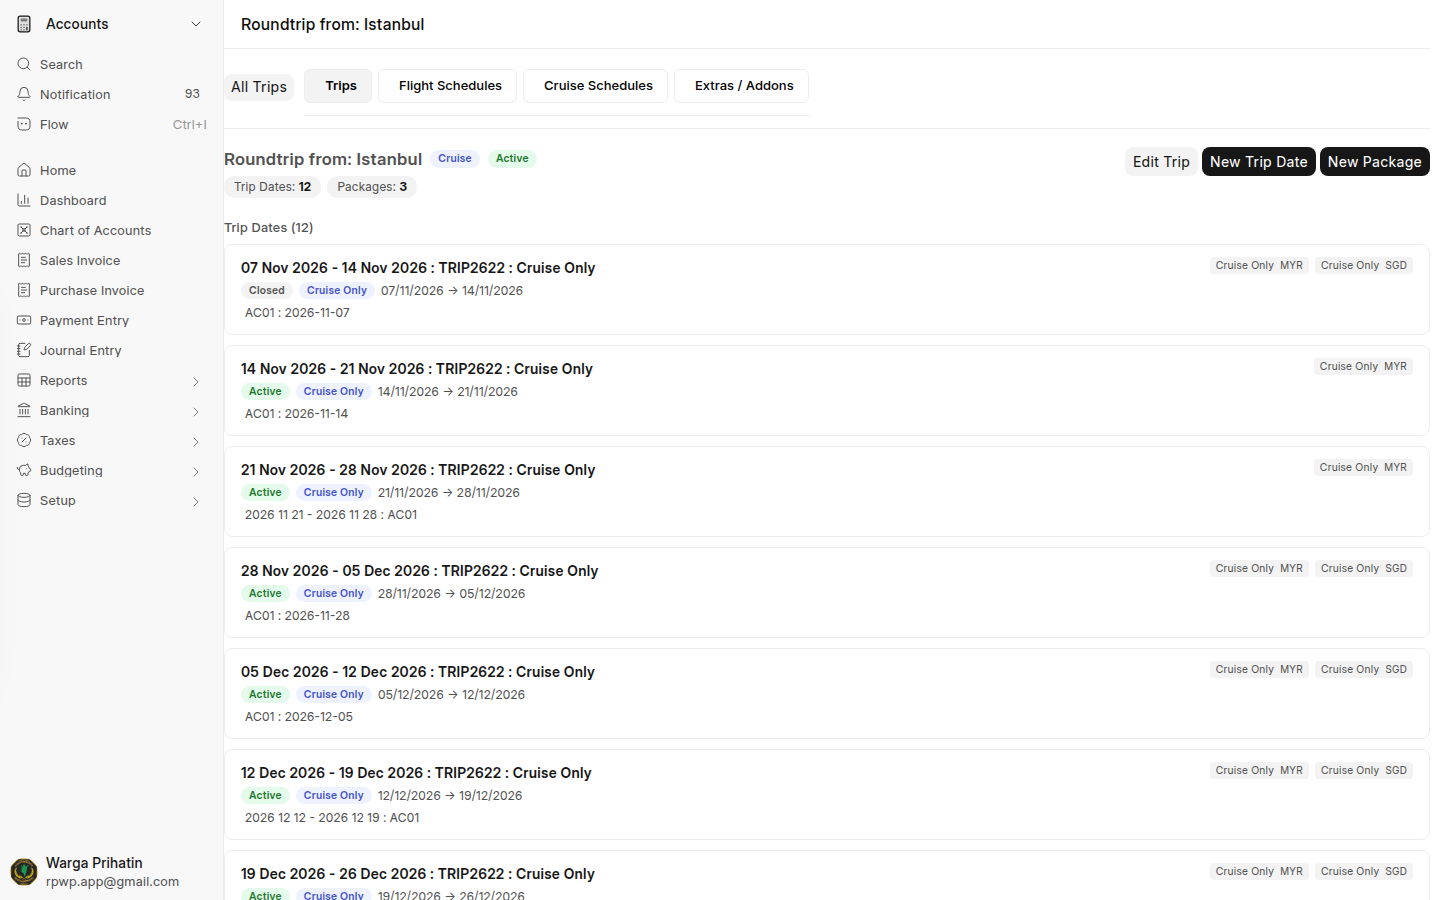 Accounts
Search
Notification 93
Flow Ctrl+I
Home
Dashboard
Chart of Accounts
Sales Invoice
Purchase Invoice
Payment Entry
Journal Entry
Reports
Banking
Taxes
Budgeting
Setup
Warga Prihatin
rpwp.app@gmail.com
Roundtrip from: Istanbul
All Trips Trips Flight Schedules Cruise Schedules Extras / Addons
Roundtrip from: Istanbul Cruise Active
Edit Trip New Trip Date New Package
Trip Dates: 12 Packages: 3
Trip Dates (12)
07 Nov 2026 - 14 Nov 2026 : TRIP2622 : Cruise Only
Cruise Only MYR Cruise Only SGD
Closed Cruise Only 07/11/2026 → 14/11/2026
AC01 : 2026-11-07
14 Nov 2026 - 21 Nov 2026 : TRIP2622 : Cruise Only
Cruise Only MYR
Active Cruise Only 14/11/2026 → 21/11/2026
AC01 : 2026-11-14
21 Nov 2026 - 28 Nov 2026 : TRIP2622 : Cruise Only
Cruise Only MYR
Active Cruise Only 21/11/2026 → 28/11/2026
2026 11 21 - 2026 11 28 : AC01
28 Nov 2026 - 05 Dec 2026 : TRIP2622 : Cruise Only
Cruise Only MYR Cruise Only SGD
Active Cruise Only 28/11/2026 → 05/12/2026
AC01 : 2026-11-28
05 Dec 2026 - 12 Dec 2026 : TRIP2622 : Cruise Only
Cruise Only MYR Cruise Only SGD
Active Cruise Only 05/12/2026 → 12/12/2026
AC01 : 2026-12-05
12 Dec 2026 - 19 Dec 2026 : TRIP2622 : Cruise Only
Cruise Only MYR Cruise Only SGD
Active Cruise Only 12/12/2026 → 19/12/2026
2026 12 12 - 2026 12 19 : AC01
19 Dec 2026 - 26 Dec 2026 : TRIP2622 : Cruise Only
Cruise Only MYR Cruise Only SGD
Active Cruise Only 19/12/2026 → 26/12/2026